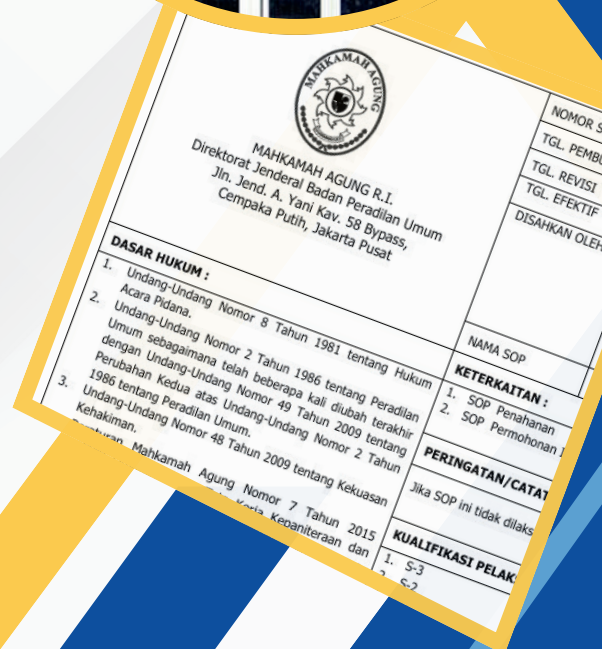 MAHKAMAH AGUNG
MAHKAMAH AGUNG R.I.
Direktorat Jenderal Badan Peradilan Umum
Jln. Jend. A. Yani Kav. 58 Bypass,
Cempaka Putih, Jakarta Pusat
NOMOR S
TGL. PEMBU
TGL. REVISI
TGL. EFEKTIF
DISAHKAN OLEH
NAMA SOP
DASAR HUKUM :
1. Undang-Undang Nomor 8 Tahun 1981 tentang Hukum
Acara Pidana.
2. Undang-Undang Nomor 2 Tahun 1986 tentang Peradilan
Umum sebagaimana telah beberapa kali diubah terakhir
dengan Undang-Undang Nomor 49 Tahun 2009 tentang
Perubahan Kedua atas Undang-Undang Nomor 2 Tahun
1986 tentang Peradilan Umum.
3. Undang-Undang Nomor 48 Tahun 2009 tentang Kekuasan
Kehakiman.
Mahkamah Agung Nomor 7 Tahun 2015
Kerja Kepaniteraan dan
KETERKAITAN :
1. SOP Penahanan
2. SOP Permohonan
PERINGATAN/CATAT
Jika SOP ini tidak dilaks
KUALIFIKASI PELAK
1. S-3
S-2